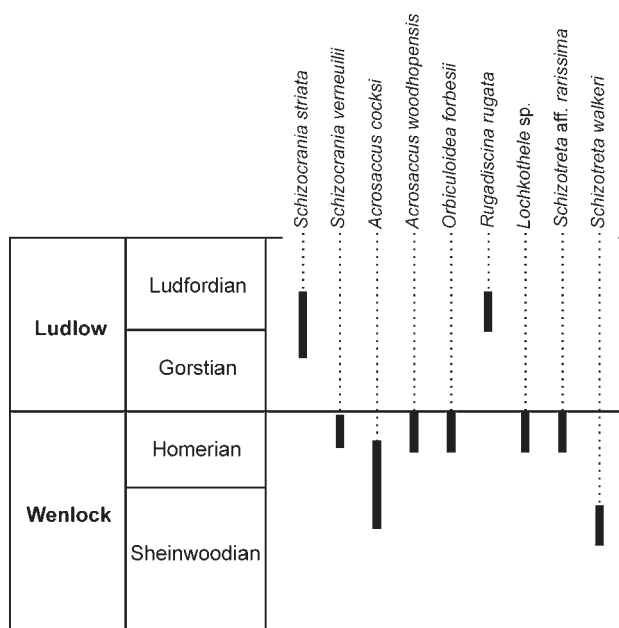 Schizocrania striata
Schizocrania verneuilii
Acrosaccus cocksi
Acrosaccus woodhopensis
Orbiculoidea forbesii
Rugadiscina rugata
Lochkothele sp.
Schizotreta aff. rarissima
Schizotreta walkeri
Ludlow
Ludfordian
Gorstian
Wenlock
Homerian
Sheinwoodian